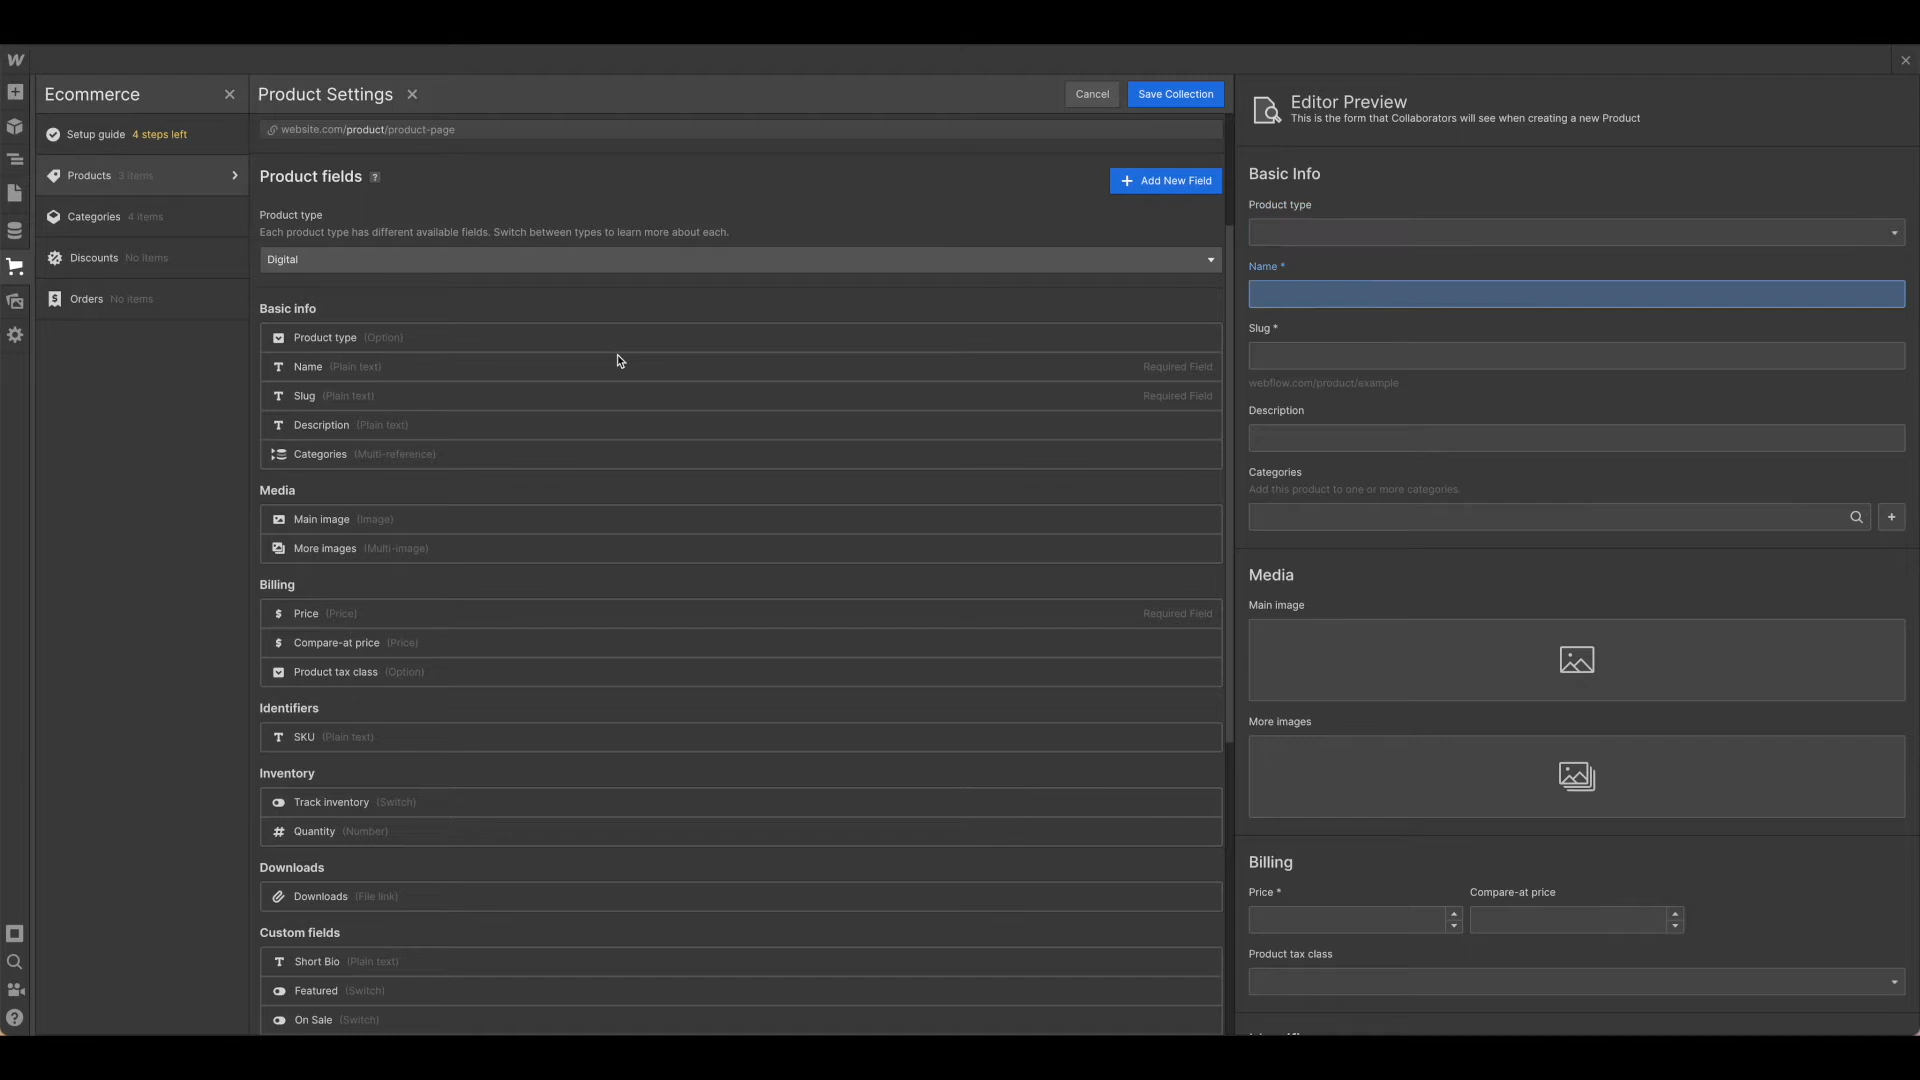 Ecommerce
Setup guide 4 steps left
Products 3 items
Categories 4 items
Discounts No items
Orders No items
Product Settings
Cancel
Save Collection
website.com/product/product-page
Product fields ?
Add New Field
Product type
Each product type has different available fields. Switch between types to learn more about each.
Digital
Basic info
Product type (Option)
Name (Plain text) Required Field
Slug (Plain text) Required Field
Description (Plain text)
Categories (Multi-reference)
Media
Main image (Image)
More images (Multi-image)
Billing
Price (Price) Required Field
Compare-at price (Price)
Product tax class (Option)
Identifiers
SKU (Plain text)
Inventory
Track inventory (Switch)
Quantity (Number)
Downloads
Downloads (File link)
Custom fields
Short Bio (Plain text)
Featured (Switch)
On Sale (Switch)
Editor Preview
This is the form that Collaborators will see when creating a new Product
Basic Info
Product type
Name *
Slug *
webflow.com/product/example
Description
Categories
Add this product to one or more categories.
Media
Main image
More images
Billing
Price * Compare-at price
Product tax class